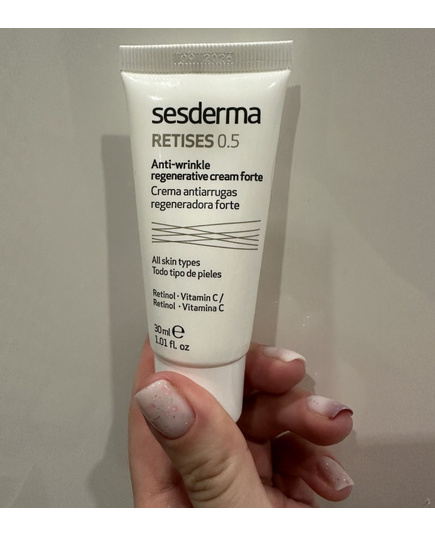 sesderma
RETISES 0.5
Anti-wrinkle
regenerative cream forte
Crema antiarrugas
regeneradora forte
All skin types
Todo tipo de pieles
Retinol · Vitamin C /
Retinol · Vitamina C
30 ml ℮
1.01 fl. oz